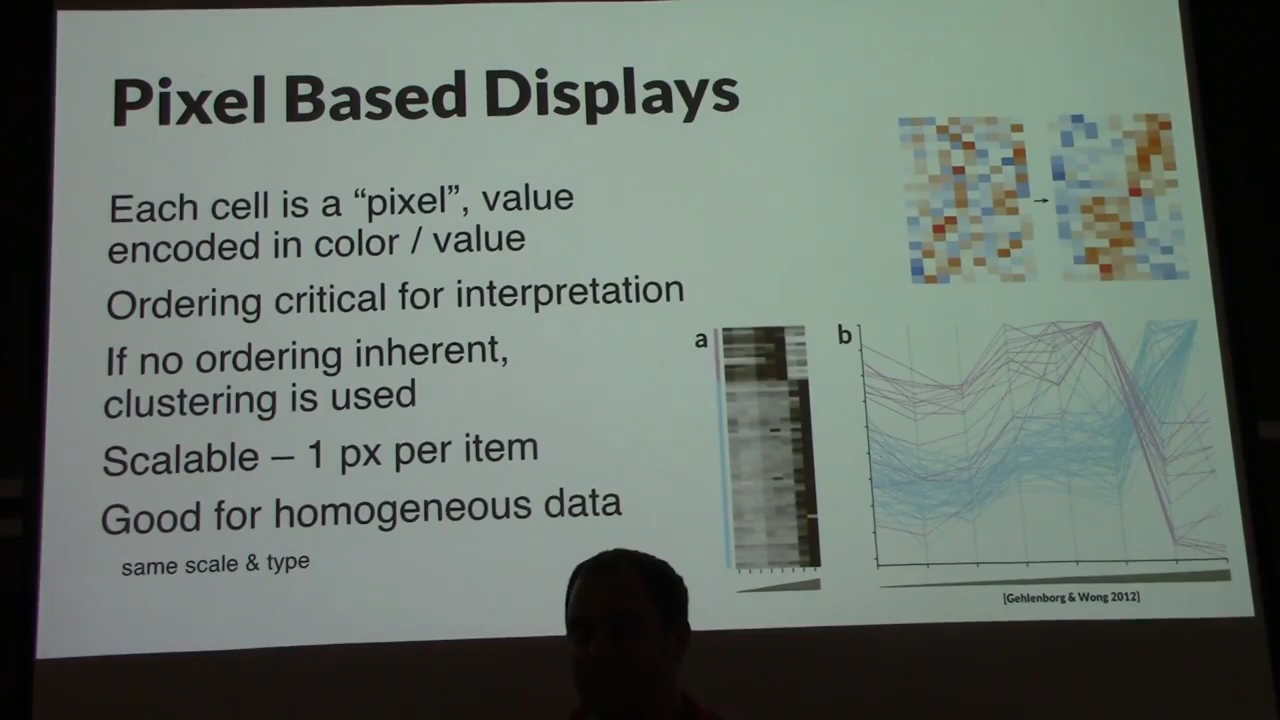 Pixel Based Displays
Each cell is a “pixel”, value
encoded in color / value
Ordering critical for interpretation
If no ordering inherent,
clustering is used
Scalable – 1 px per item
Good for homogeneous data
same scale & type
a
b
[Gehlenborg & Wong 2012]